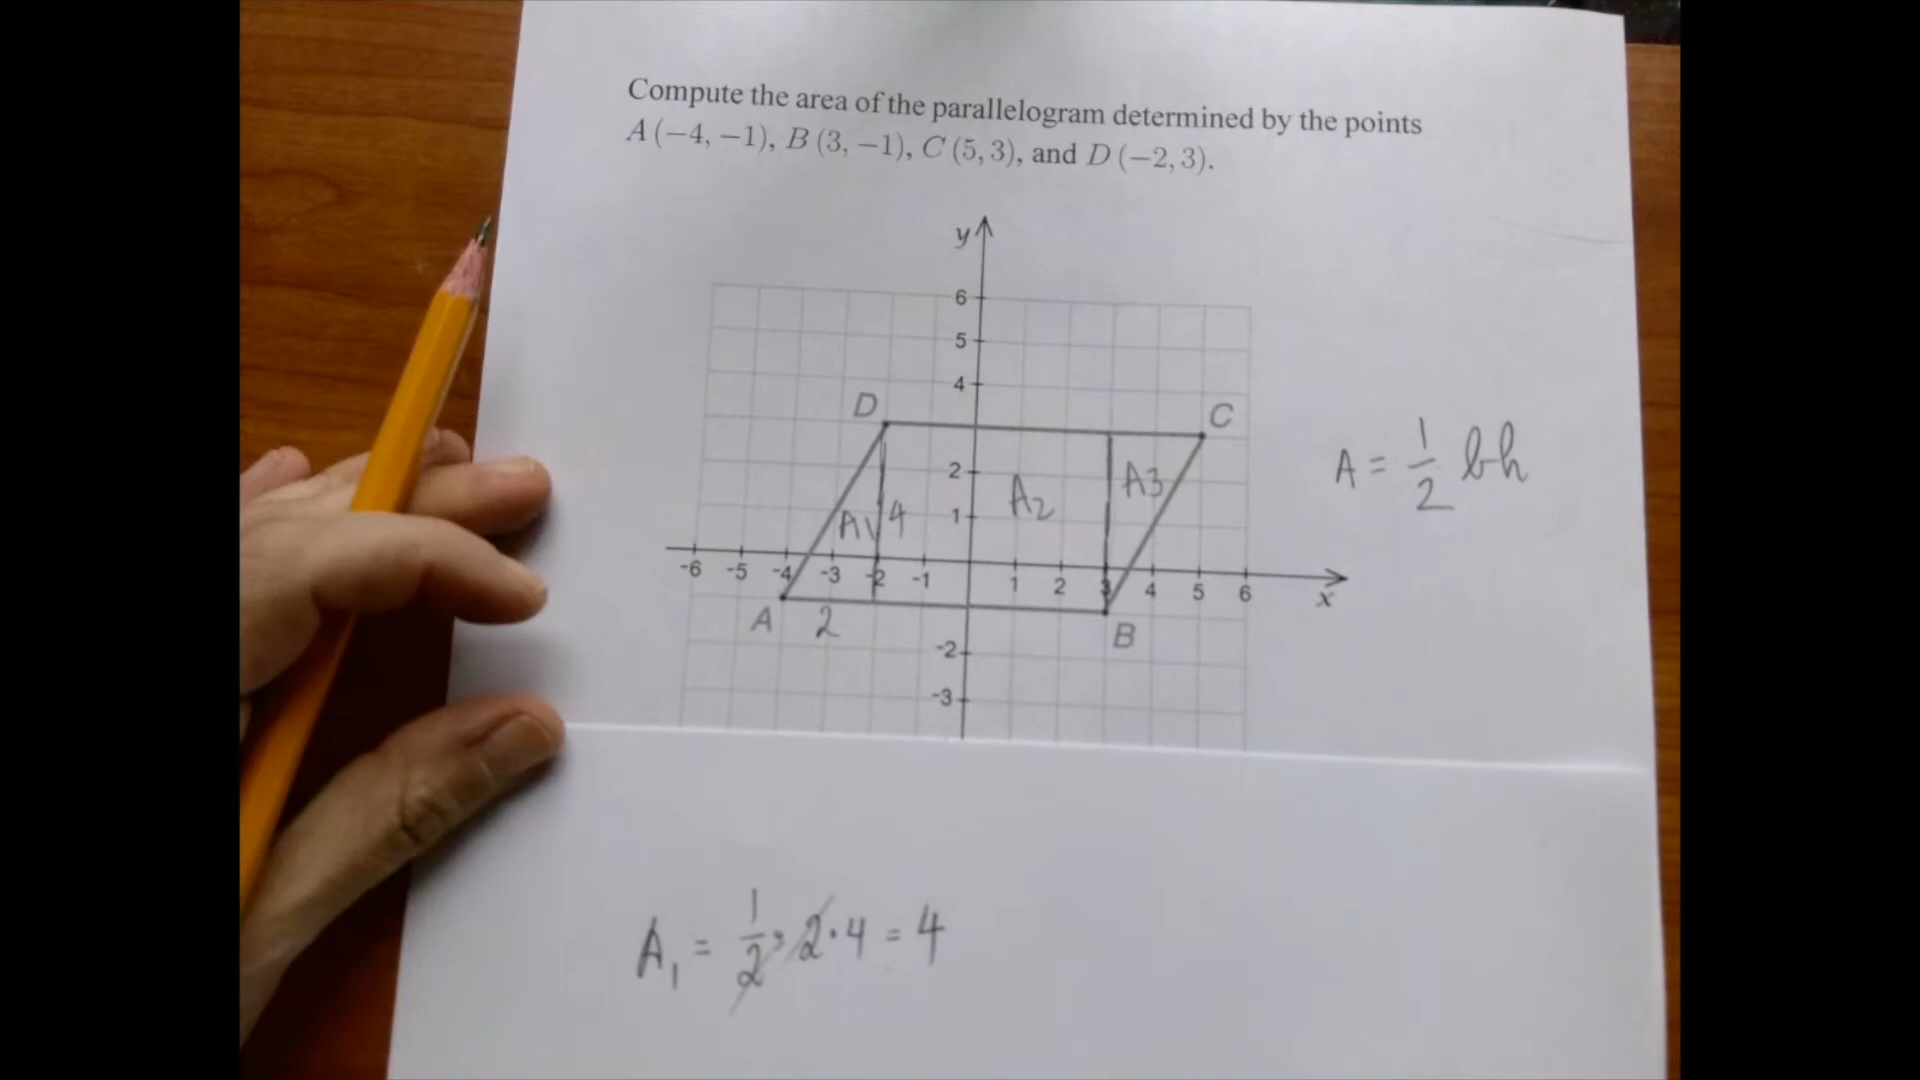 Compute the area of the parallelogram determined by the points
A (−4, −1), B (3, −1), C (5, 3), and D (−2, 3).
y
6
5
4
D
C
2
A3
A2
A1
4
1
A = 1/2 bh
-6 -5 -4 -3 -2 -1 1 2 3 4 5 6 x
A 2
B
-2
-3
A₁ = 1/2 · 2 · 4 = 4